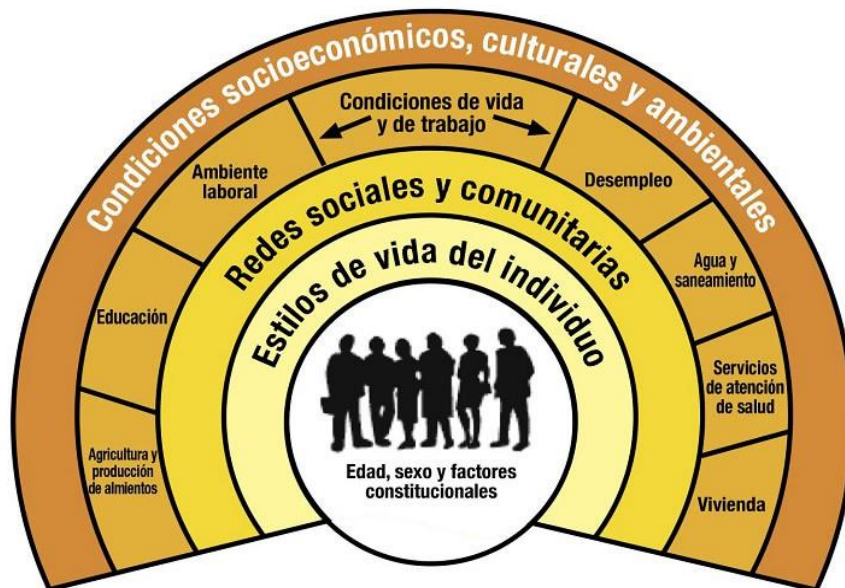 Condiciones socioeconómicos, culturales y ambientales
Condiciones de vida
y de trabajo
Ambiente
laboral
Desempleo
Redes sociales y comunitarias
Agua y
saneamiento
Estilos de vida del individuo
Educación
Servicios
de atención
de salud
Agricultura y
producción
de almientos
Edad, sexo y factores
constitucionales
Vivienda